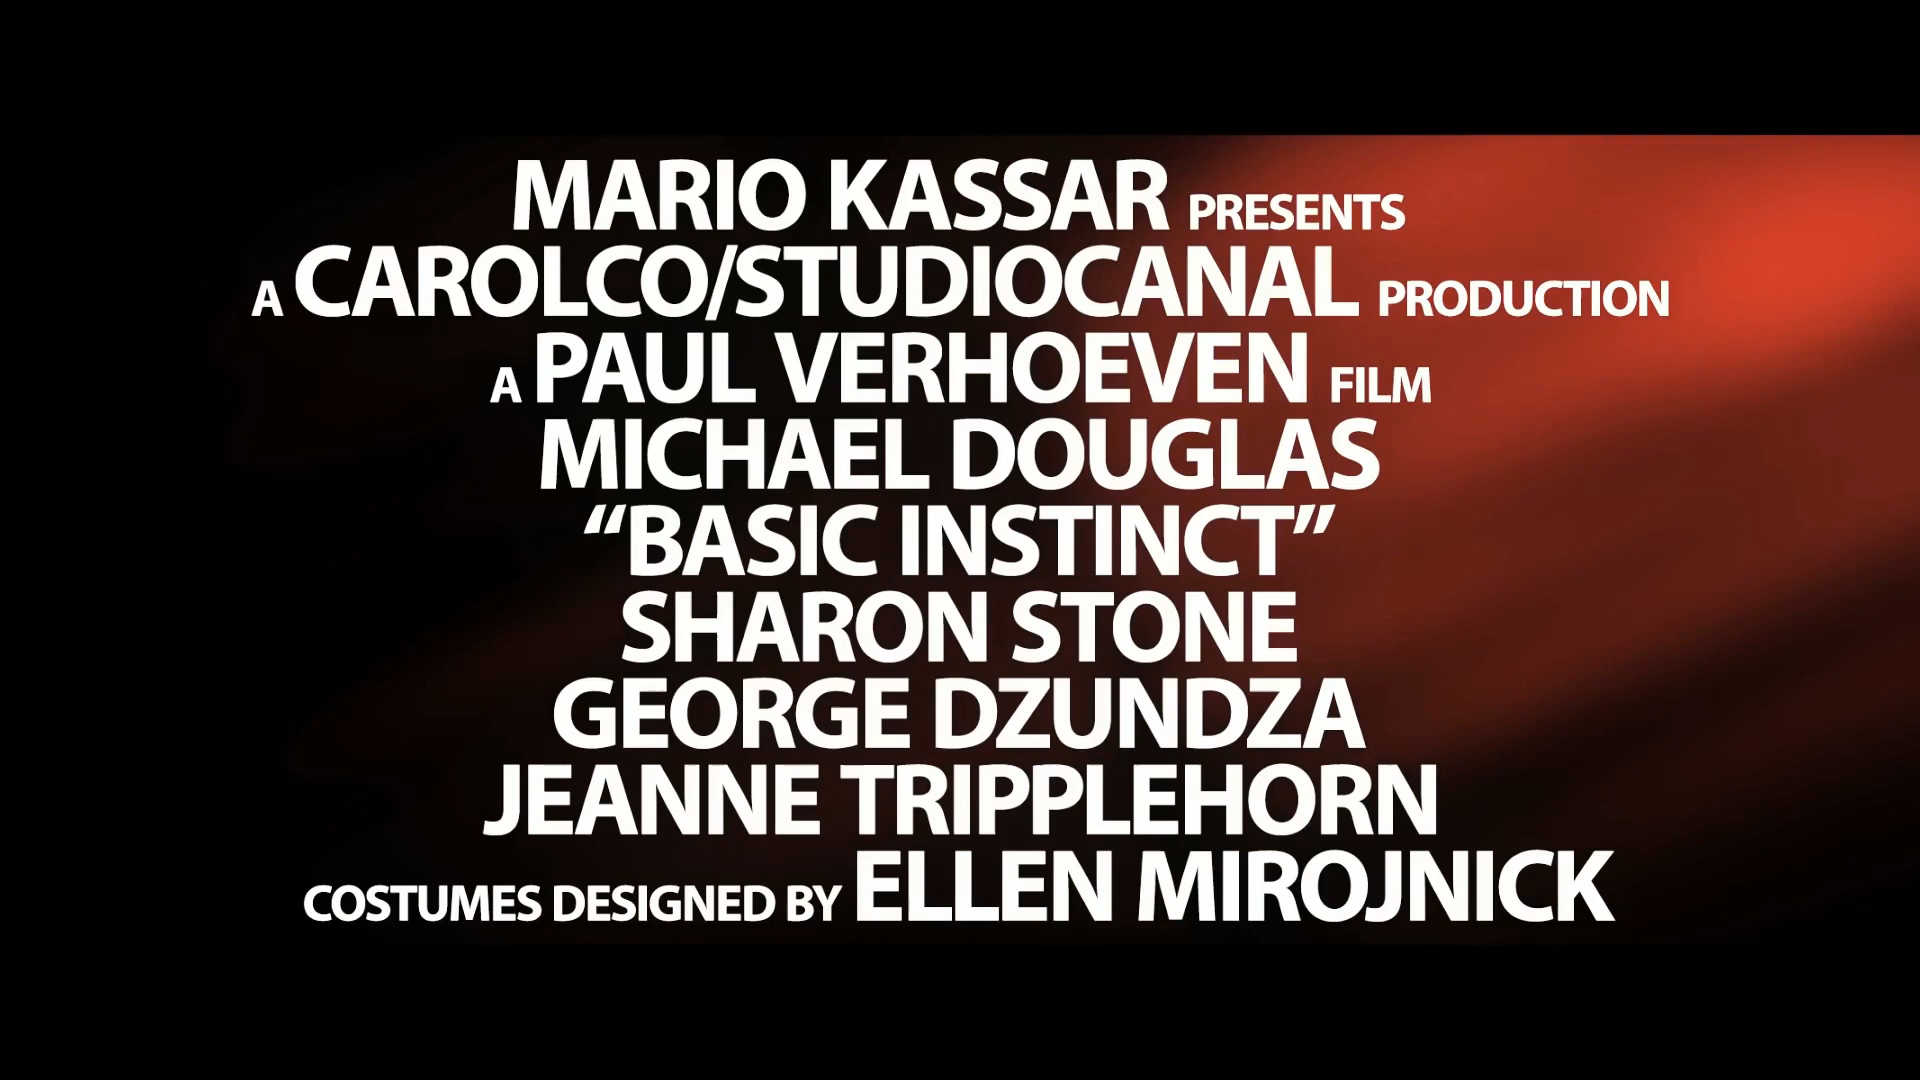 MARIO KASSAR PRESENTS
A CAROLCO/STUDIOCANAL PRODUCTION
A PAUL VERHOEVEN FILM
MICHAEL DOUGLAS
“BASIC INSTINCT”
SHARON STONE
GEORGE DZUNDZA
JEANNE TRIPPLEHORN
COSTUMES DESIGNED BY ELLEN MIROJNICK